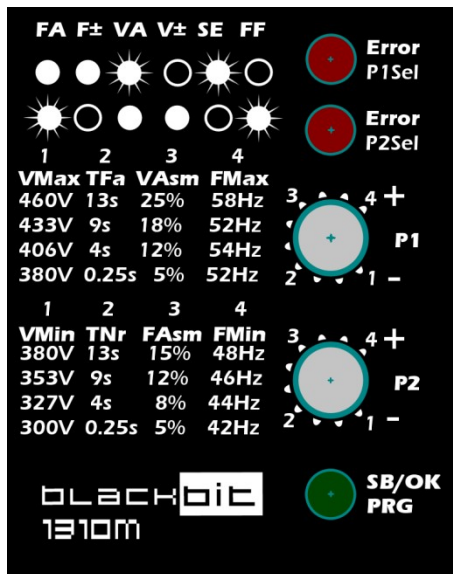 FA F± VA V± SE FF
Error
P1Sel
Error
P2Sel
1 2 3 4
VMax TFa VAsm FMax
460V 13s 25% 58Hz
433V 9s 18% 52Hz
406V 4s 12% 54Hz
380V 0.25s 5% 52Hz
3 4 +
P1
2 1 -
1 2 3 4
VMin TNr FAsm FMin
380V 13s 15% 48Hz
353V 9s 12% 46Hz
327V 4s 8% 44Hz
300V 0.25s 5% 42Hz
3 4 +
P2
2 1 -
SB/OK
PRG
blackbit
1310M